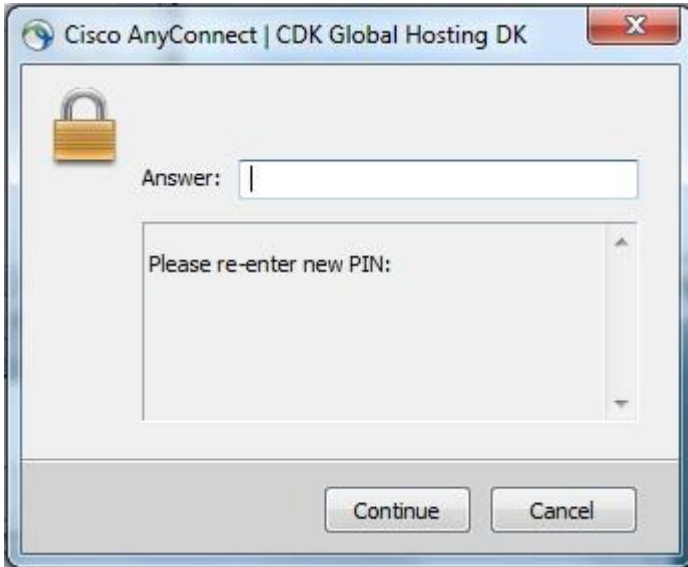 Cisco AnyConnect | CDK Global Hosting DK
Answer:
Please re-enter new PIN:
Continue Cancel